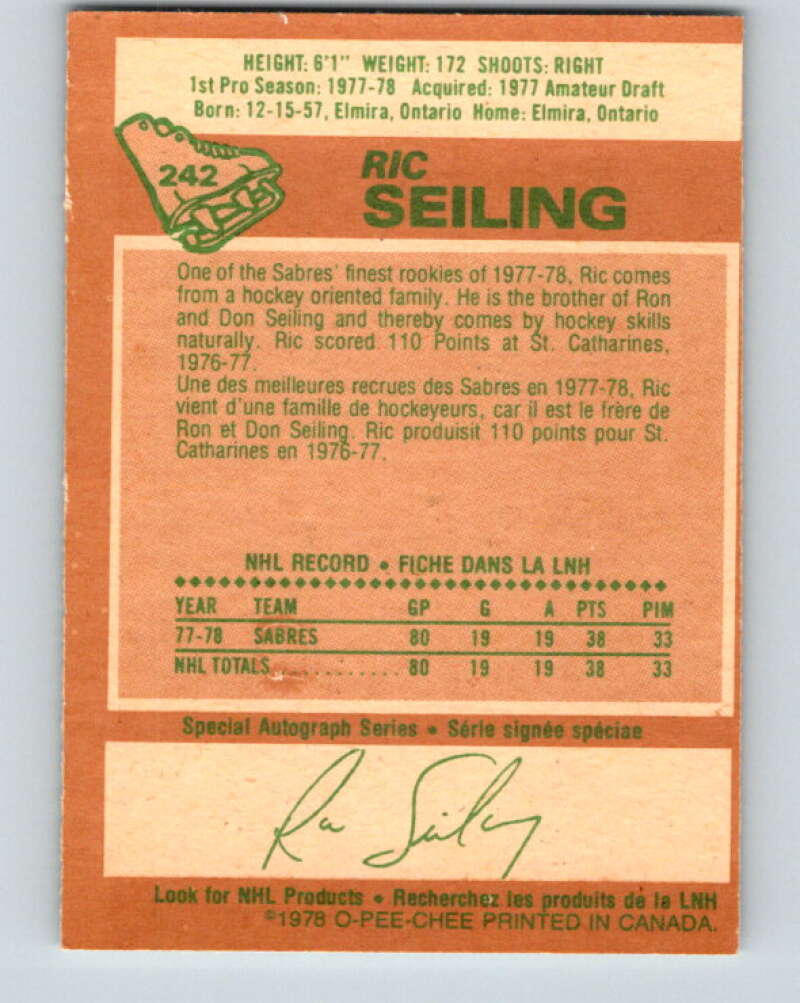 HEIGHT: 6'1" WEIGHT: 172 SHOOTS: RIGHT
1st Pro Season: 1977-78 Acquired: 1977 Amateur Draft
Born: 12-15-57, Elmira, Ontario Home: Elmira, Ontario
242
RIC
SEILING
One of the Sabres' finest rookies of 1977-78, Ric comes
from a hockey oriented family. He is the brother of Ron
and Don Seiling and thereby comes by hockey skills
naturally. Ric scored 110 Points at St. Catharines,
1976-77.
Une des meilleures recrues des Sabres en 1977-78, Ric
vient d'une famille de hockeyeurs, car il est le frère de
Ron et Don Seiling. Ric produisit 110 points pour St.
Catharines en 1976-77.
NHL RECORD • FICHE DANS LA LNH
YEAR TEAM GP G A PTS PIM
77-78 SABRES 80 19 19 38 33
NHL TOTALS........... 80 19 19 38 33
Special Autograph Series • Série signée spéciae
Ric Seiling
Look for NHL Products • Recherchez les produits de la LNH
©1978 O-PEE-CHEE PRINTED IN CANADA.